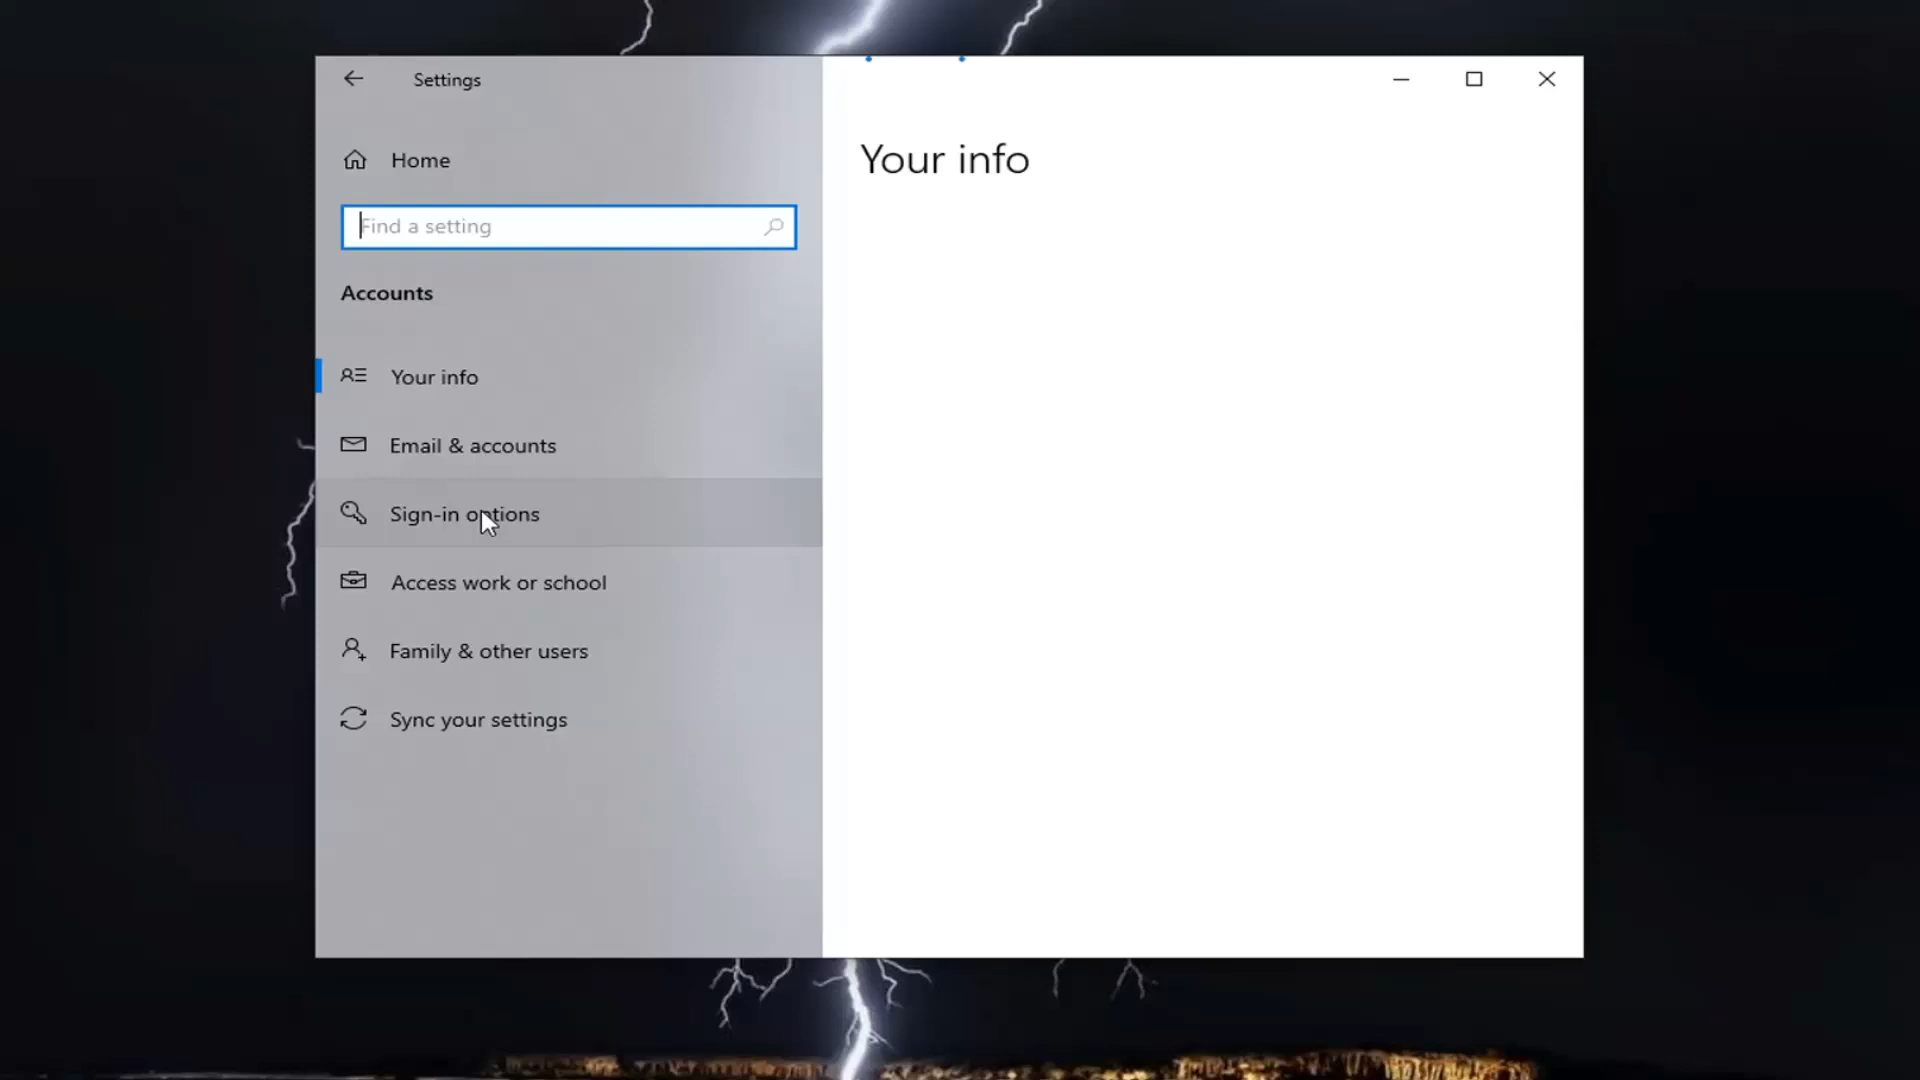 Settings
Home
Find a setting
Accounts
Your info
Email & accounts
Sign-in options
Access work or school
Family & other users
Sync your settings
Your info